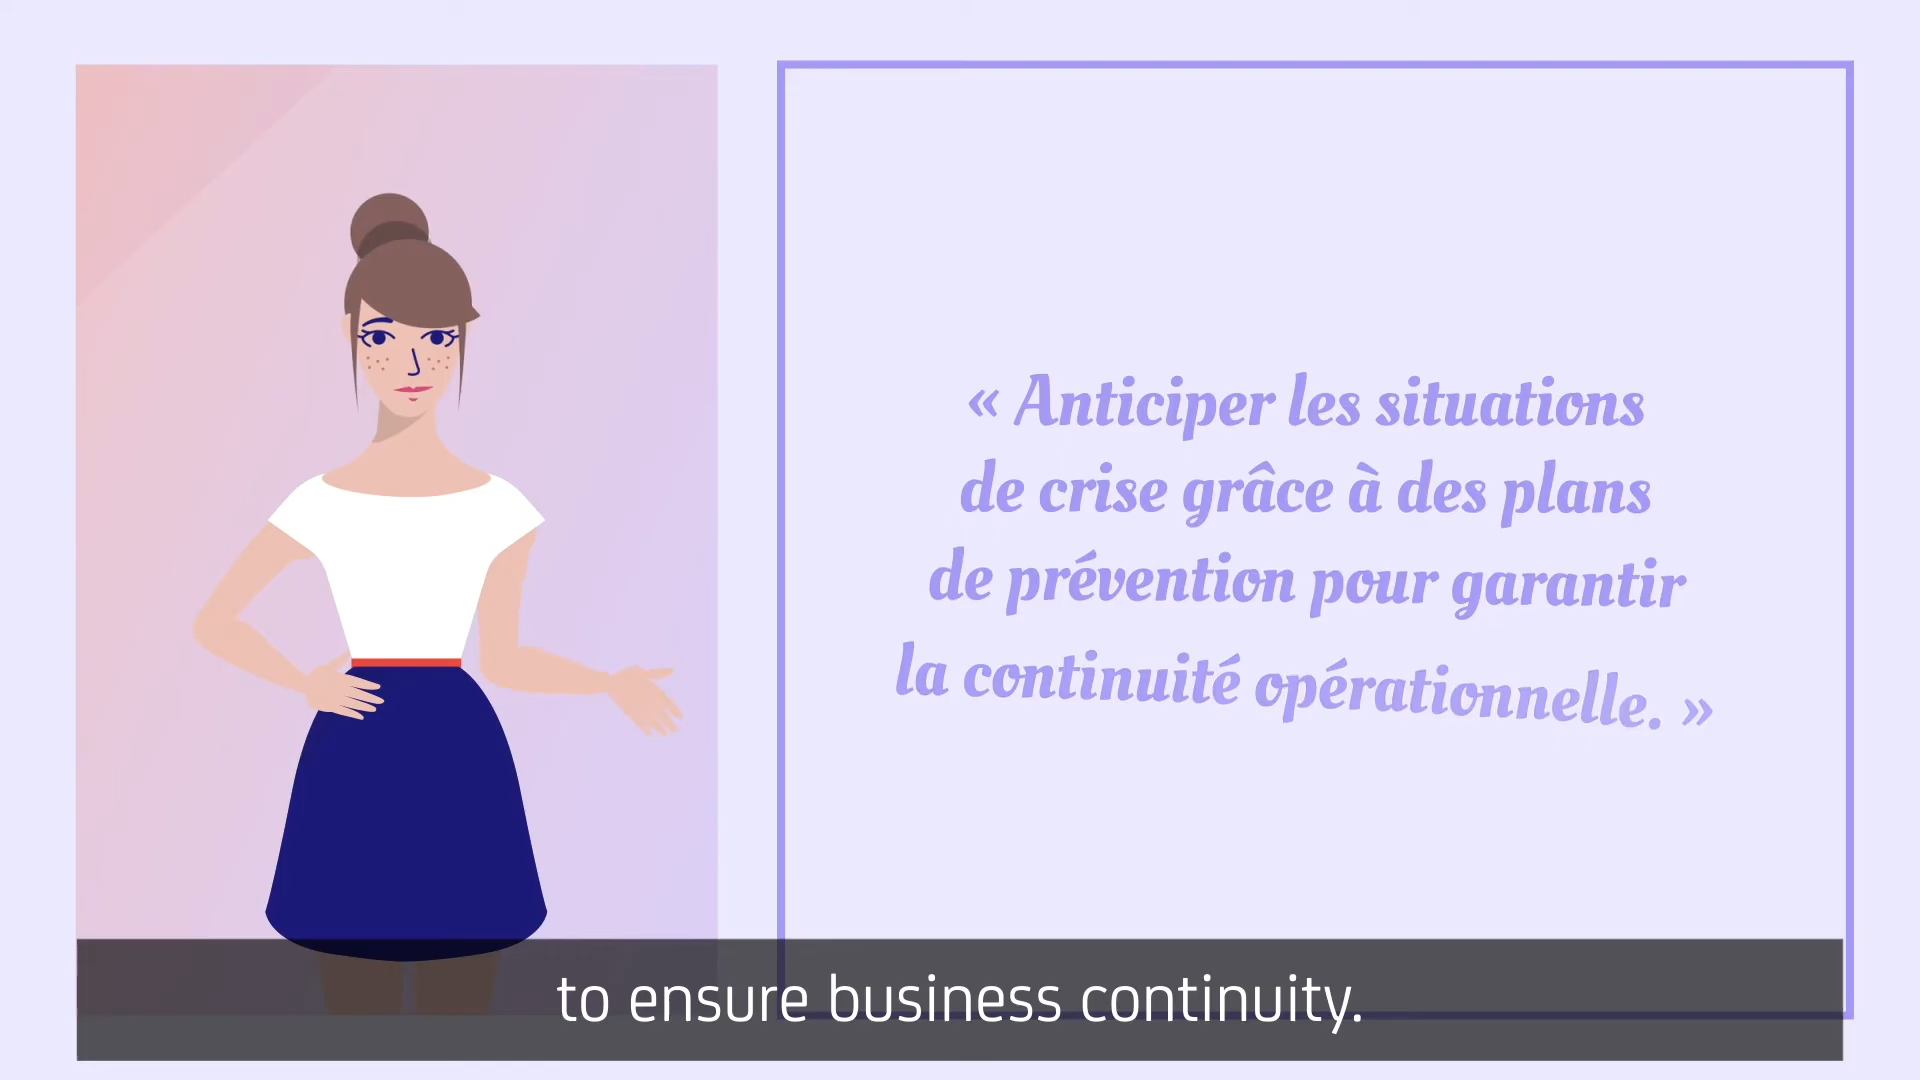 « Anticiper les situations
de crise grâce à des plans
de prévention pour garantir
la continuité opérationnelle. »
to ensure business continuity.